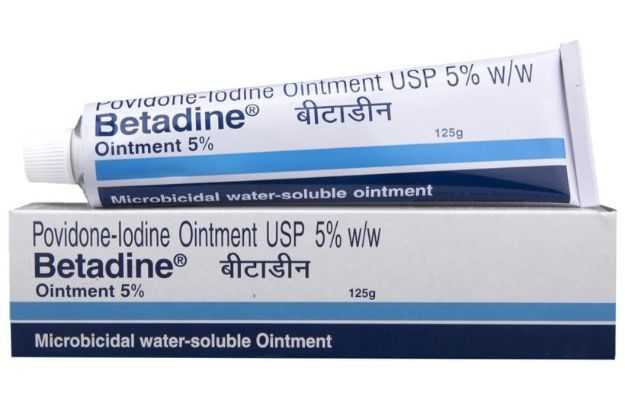 Povidone-Iodine Ointment USP 5% w/w
Betadine® बीटाडीन
Ointment 5%
125g
Microbicidal water-soluble ointment
Povidone-Iodine Ointment USP 5% w/w
Betadine® बीटाडीन
Ointment 5%
125g
Microbicidal water-soluble Ointment